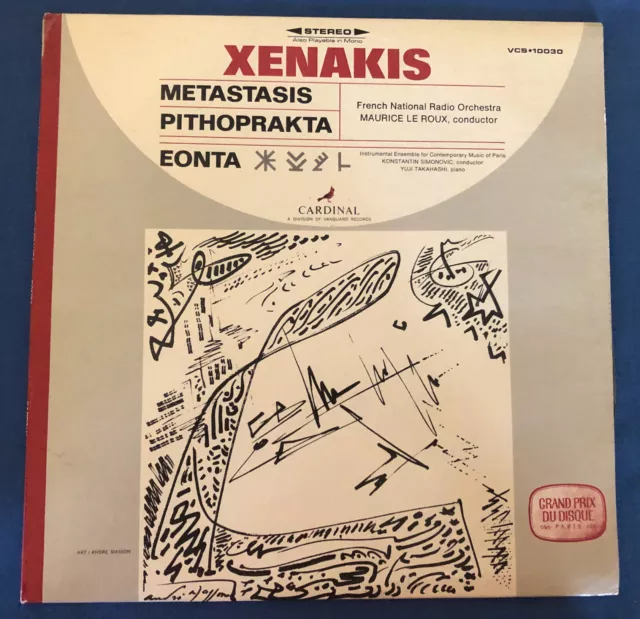 STEREO
Also Playable in Mono
VCS•10030
XENAKIS
METASTASIS
PITHOPRAKTA
French National Radio Orchestra
MAURICE LE ROUX, conductor
EONTA
Instrumental Ensemble for Contemporary Music of Paris
KONSTANTIN SIMONOVIC, conductor
YUJI TAKAHASHI, piano
CARDINAL
A DIVISION OF VANGUARD RECORDS
GRAND PRIX
DU DISQUE
PARIS
ART : ANDRE MASSON
andré Masson